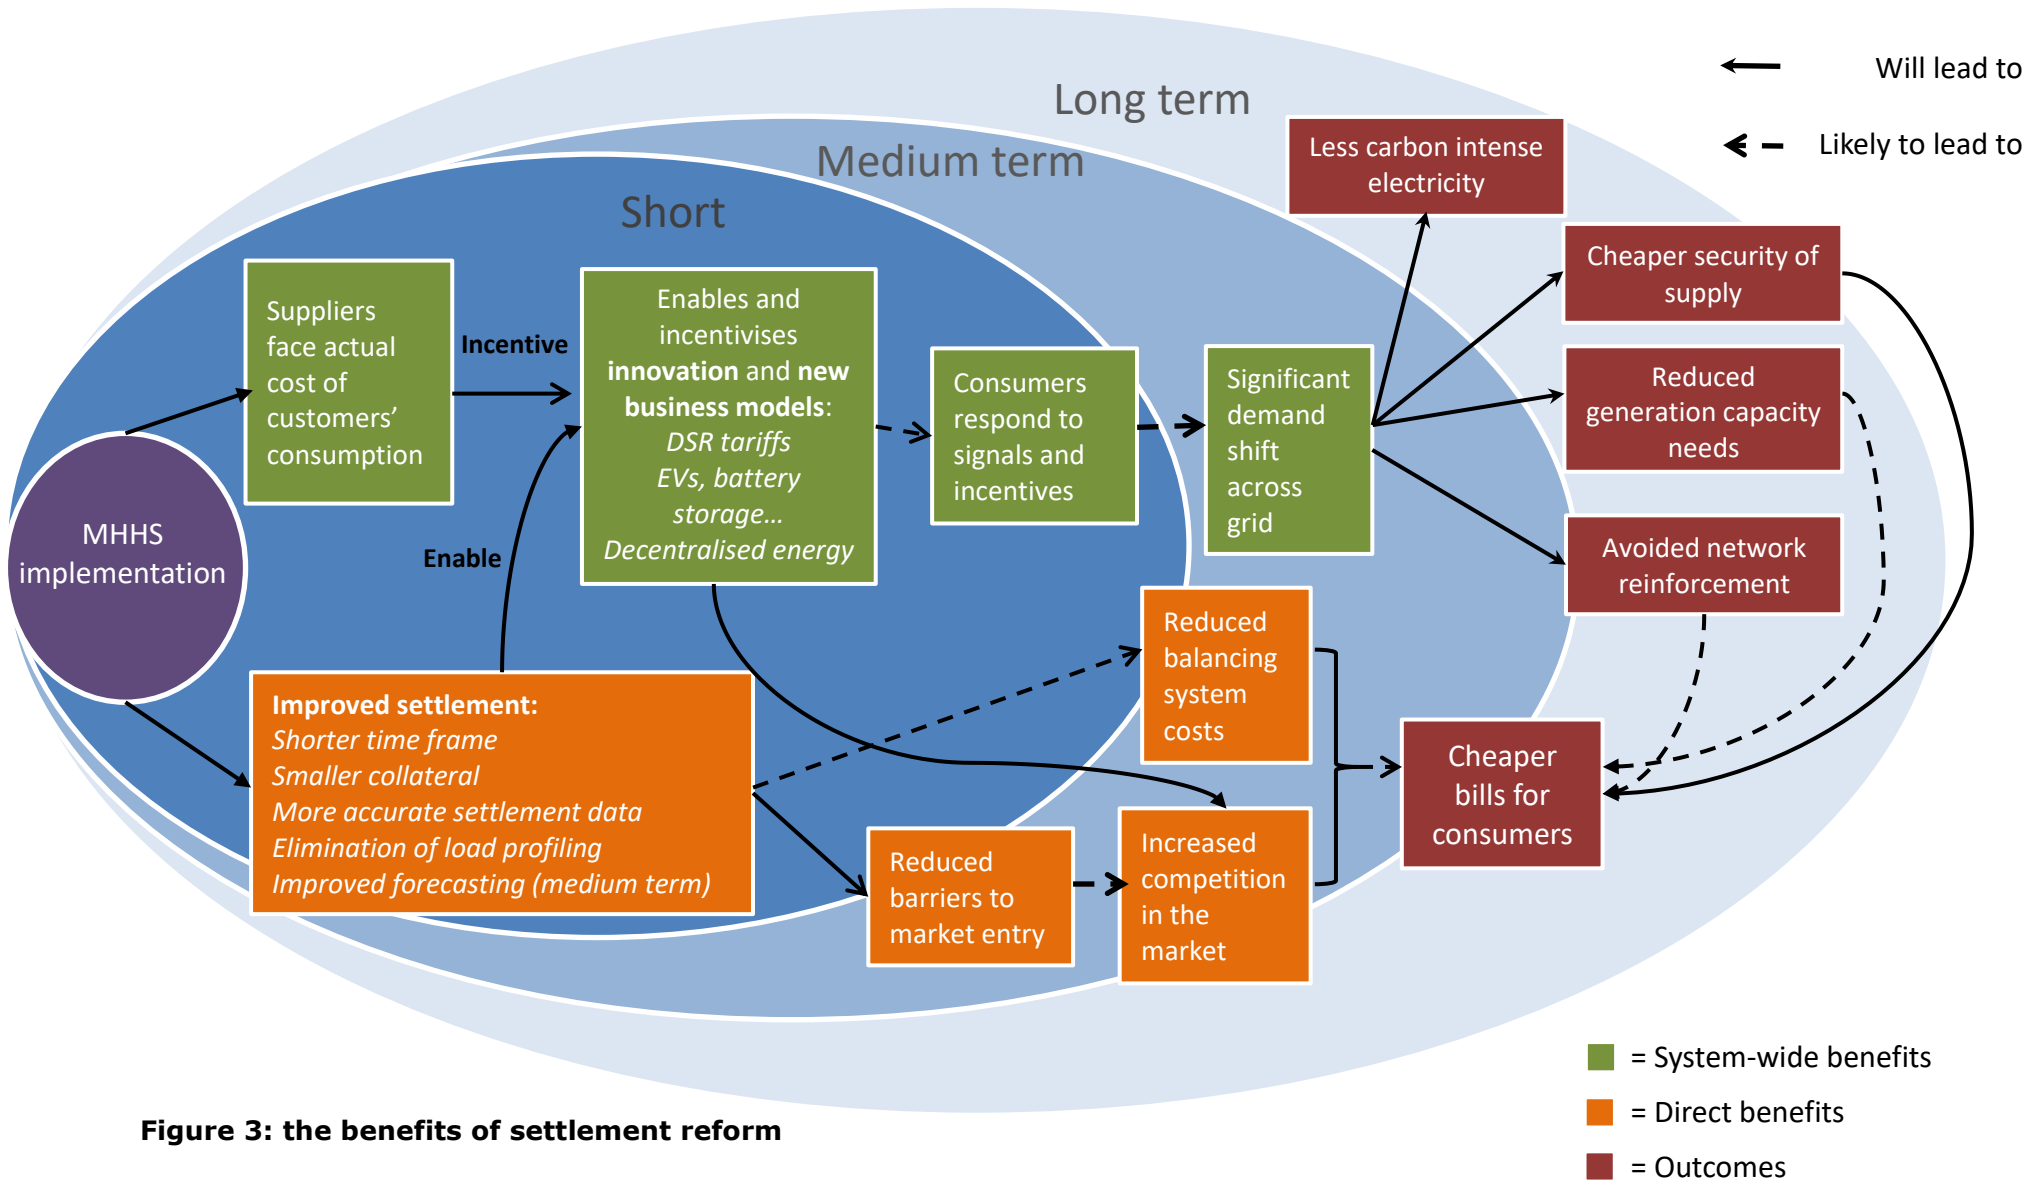 Long term
Medium term
Short
Will lead to
Likely to lead to
Less carbon intense
electricity
Cheaper security of
supply
Reduced
generation capacity
needs
Avoided network
reinforcement
Suppliers
face actual
cost of
customers’
consumption
Incentive
Enables and
incentivises
innovation and new
business models:
DSR tariffs
EVs, battery
storage…
Decentralised energy
Consumers
respond to
signals and
incentives
Significant
demand
shift
across
grid
MHHS
implementation
Enable
Improved settlement:
Shorter time frame
Smaller collateral
More accurate settlement data
Elimination of load profiling
Improved forecasting (medium term)
Reduced
balancing
system
costs
Reduced
barriers to
market entry
Increased
competition
in the
market
Cheaper
bills for
consumers
= System-wide benefits
= Direct benefits
= Outcomes
Figure 3: the benefits of settlement reform